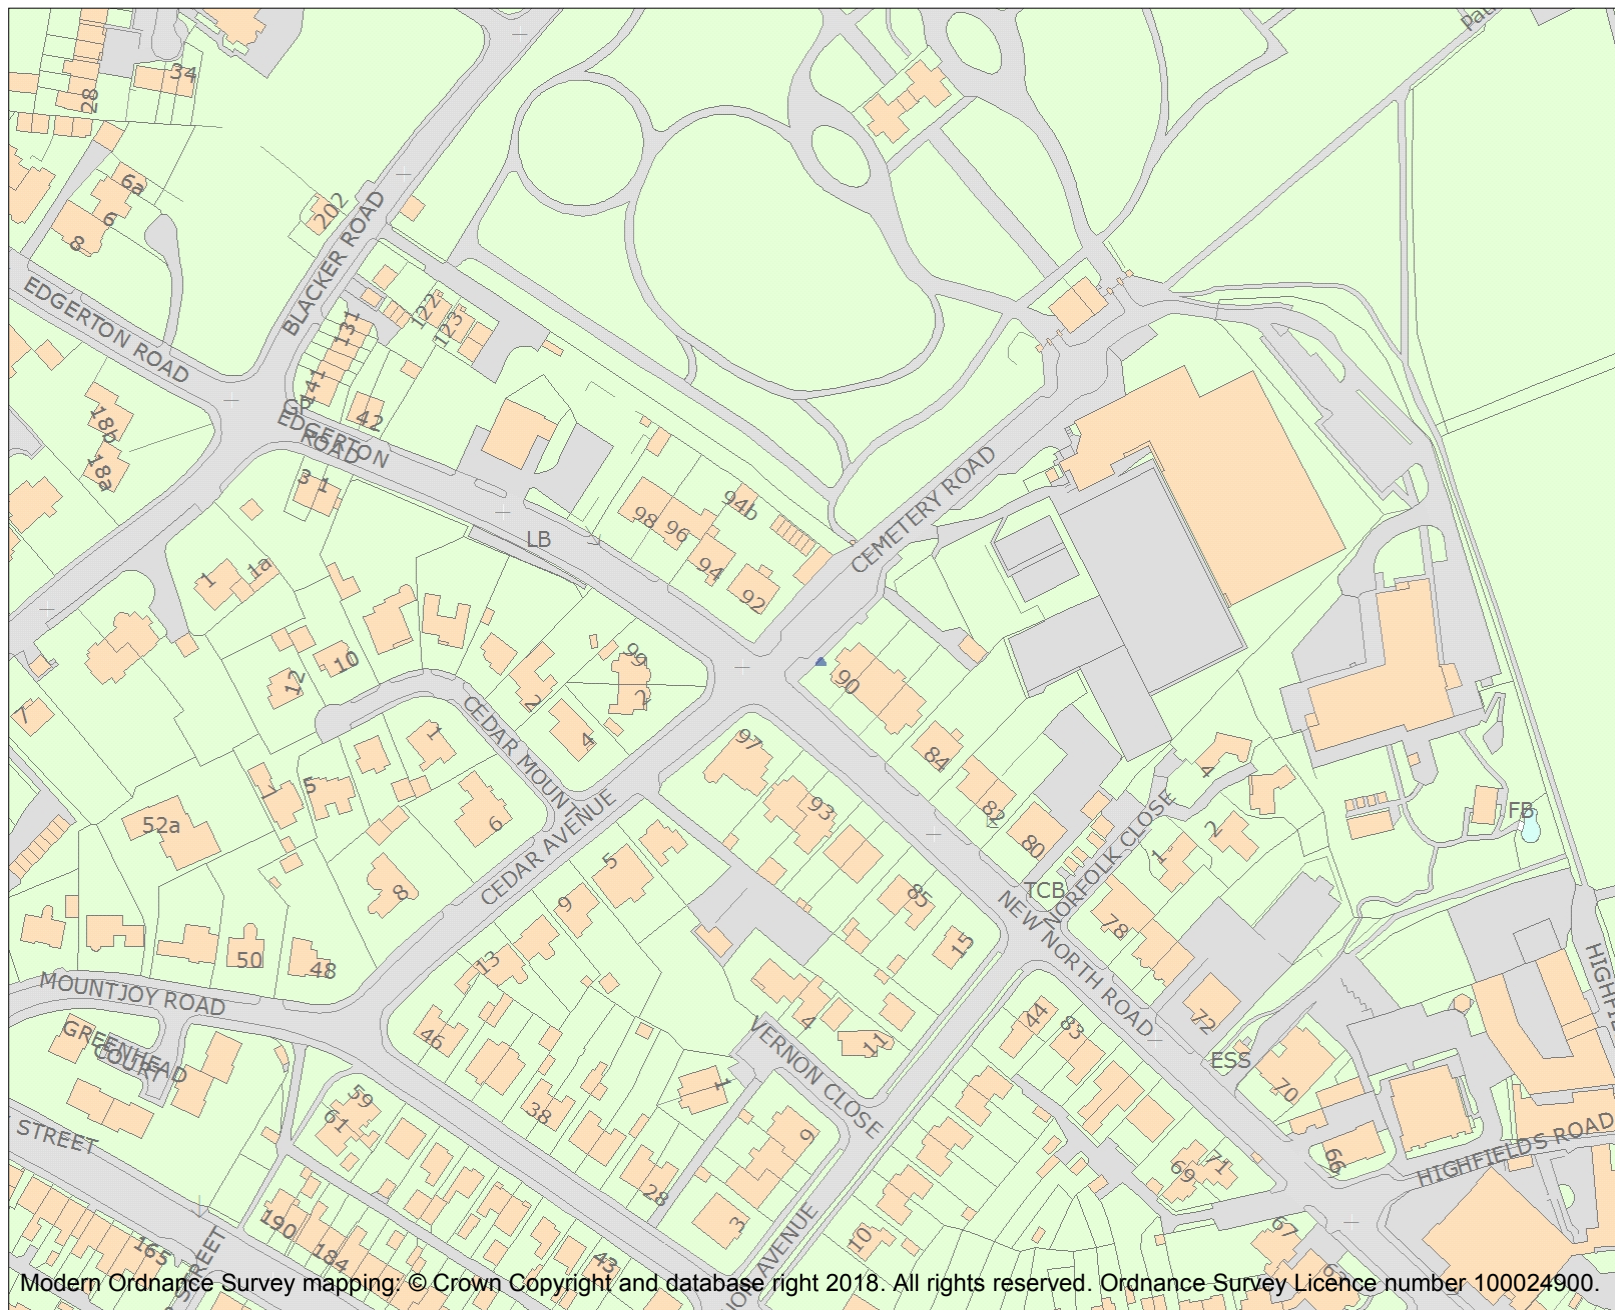 Path
34
28
6a
6
8
202
BLACKER ROAD
EDGERTON ROAD
122
123
131
141
GP
42
EDGERTON
ROAD
18b
18a
3 1
LB
98
96
94b
94
92
CEMETERY ROAD
1
1a
10
12
7
99
2
2
4
90
CEDAR MOUNT
1
5
7
6
8
52a
97
93
84
82
80
4
2
1
FB
TCB
NORFOLK CLOSE
CEDAR AVENUE
5
9
13
85
15
78
NEW NORTH ROAD
50
48
MOUNTJOY ROAD
GREENHEAD
COURT
46
4
11
VERNON CLOSE
1
44
83
72
ESS
70
59
61
38
28
9
3
STREET
69
71
66
HIGHFIELDS ROAD
67
190
184
165
43
10
STREET
AVENUE
Modern Ordnance Survey mapping: © Crown Copyright and database right 2018. All rights reserved. Ordnance Survey Licence number 100024900.